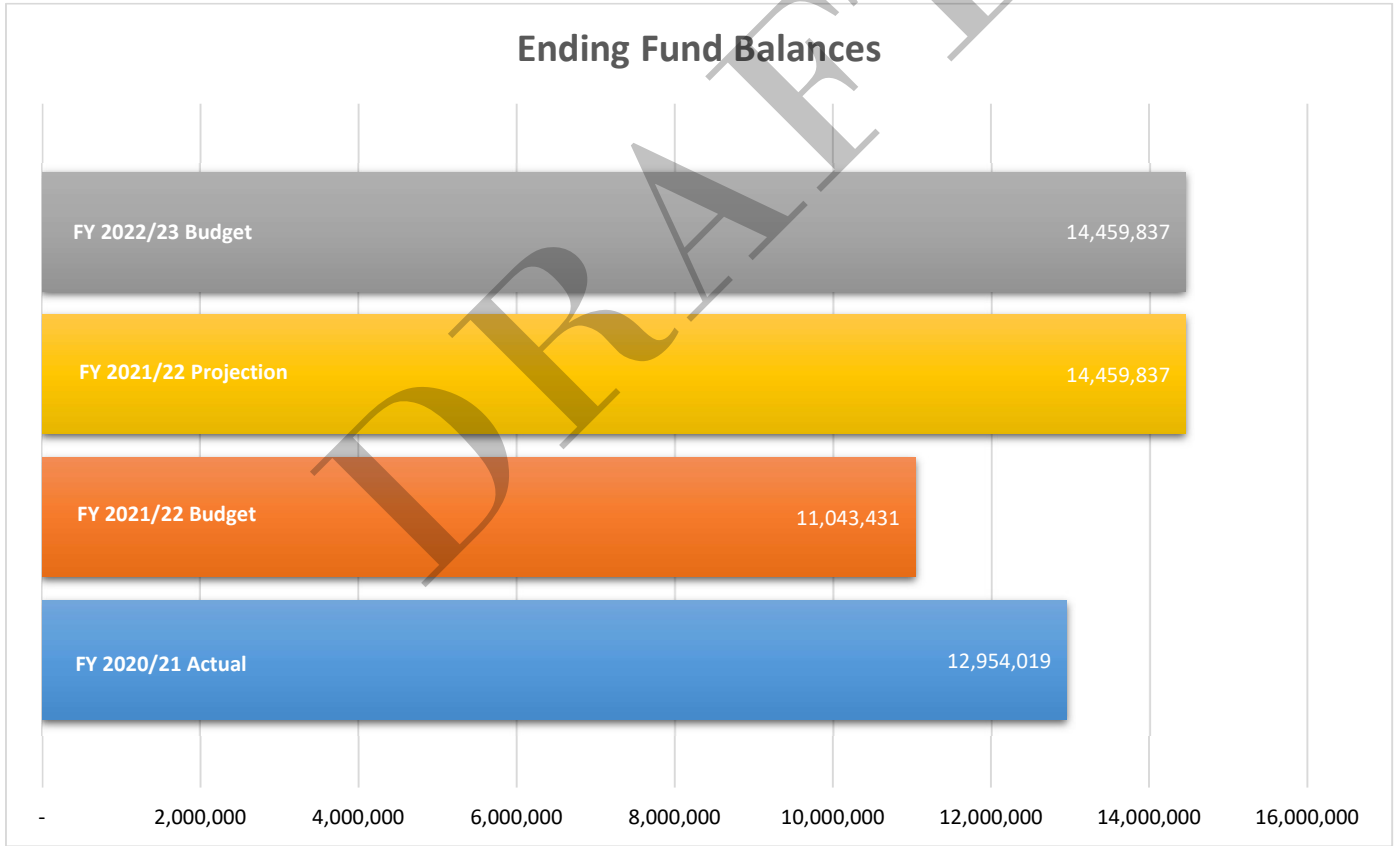 Ending Fund Balances
FY 2022/23 Budget 14,459,837
FY 2021/22 Projection 14,459,837
FY 2021/22 Budget 11,043,431
FY 2020/21 Actual 12,954,019
- 2,000,000 4,000,000 6,000,000 8,000,000 10,000,000 12,000,000 14,000,000 16,000,000
DRAFT